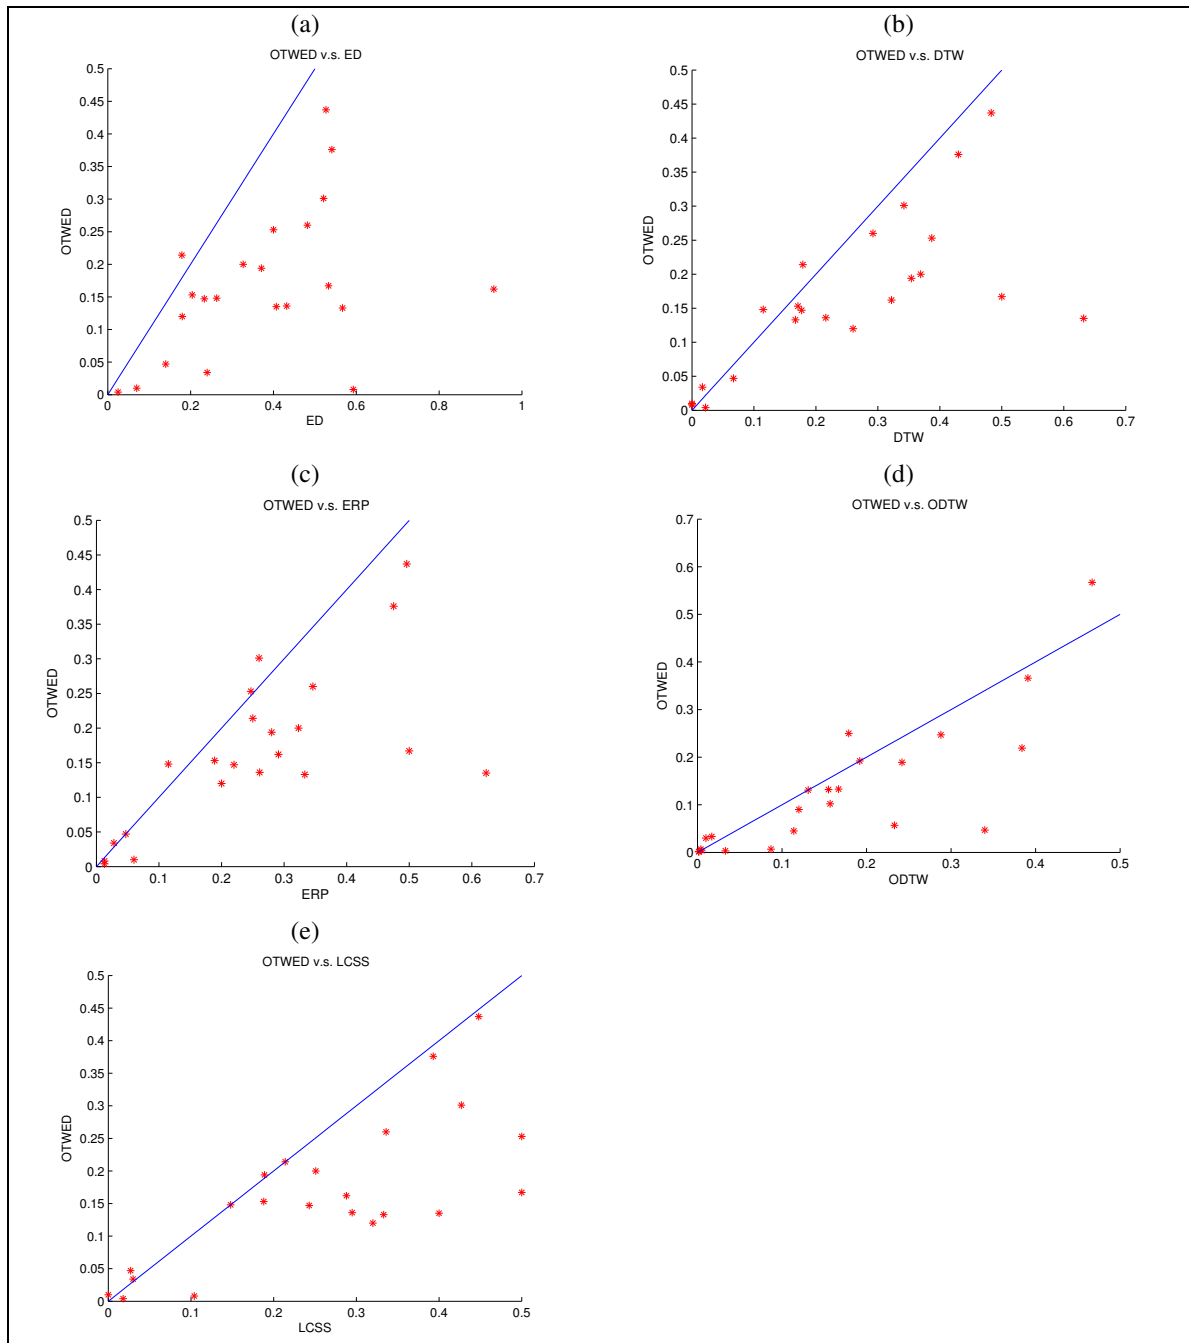 (a)
OTWED v.s. ED
0.5
0.45
0.4
0.35
0.3
0.25
0.2
0.15
0.1
0.05
0
0.2 0.4 0.6 0.8 1
ED
OTWED
(b)
OTWED v.s. DTW
0.5
0.45
0.4
0.35
0.3
0.25
0.2
0.15
0.1
0.05
0
0 0.1 0.2 0.3 0.4 0.5 0.6 0.7
DTW
OTWED
(c)
OTWED v.s. ERP
0.5
0.45
0.4
0.35
0.3
0.25
0.2
0.15
0.1
0.05
0
0 0.1 0.2 0.3 0.4 0.5 0.6 0.7
ERP
OTWED
(d)
OTWED v.s. ODTW
0.7
0.6
0.5
0.4
0.3
0.2
0.1
0
0 0.1 0.2 0.3 0.4 0.5
ODTW
OTWED
(e)
OTWED v.s. LCSS
0.5
0.45
0.4
0.35
0.3
0.25
0.2
0.15
0.1
0.05
0
0 0.1 0.2 0.3 0.4 0.5
LCSS
OTWED